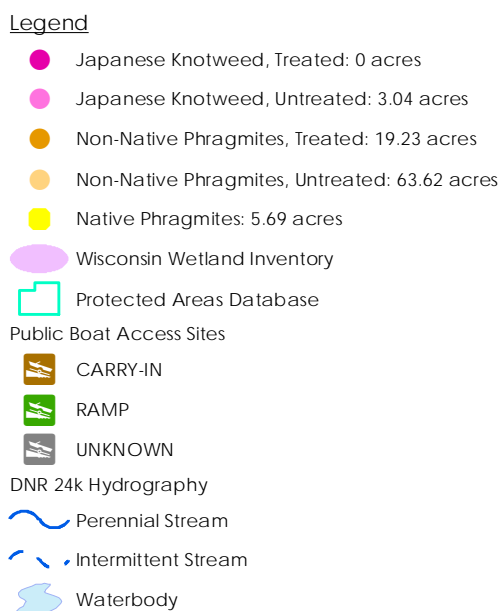 Legend
Japanese Knotweed, Treated: 0 acres
Japanese Knotweed, Untreated: 3.04 acres
Non-Native Phragmites, Treated: 19.23 acres
Non-Native Phragmites, Untreated: 63.62 acres
Native Phragmites: 5.69 acres
Wisconsin Wetland Inventory
Protected Areas Database
Public Boat Access Sites
CARRY-IN
RAMP
UNKNOWN
DNR 24k Hydrography
Perennial Stream
Intermittent Stream
Waterbody